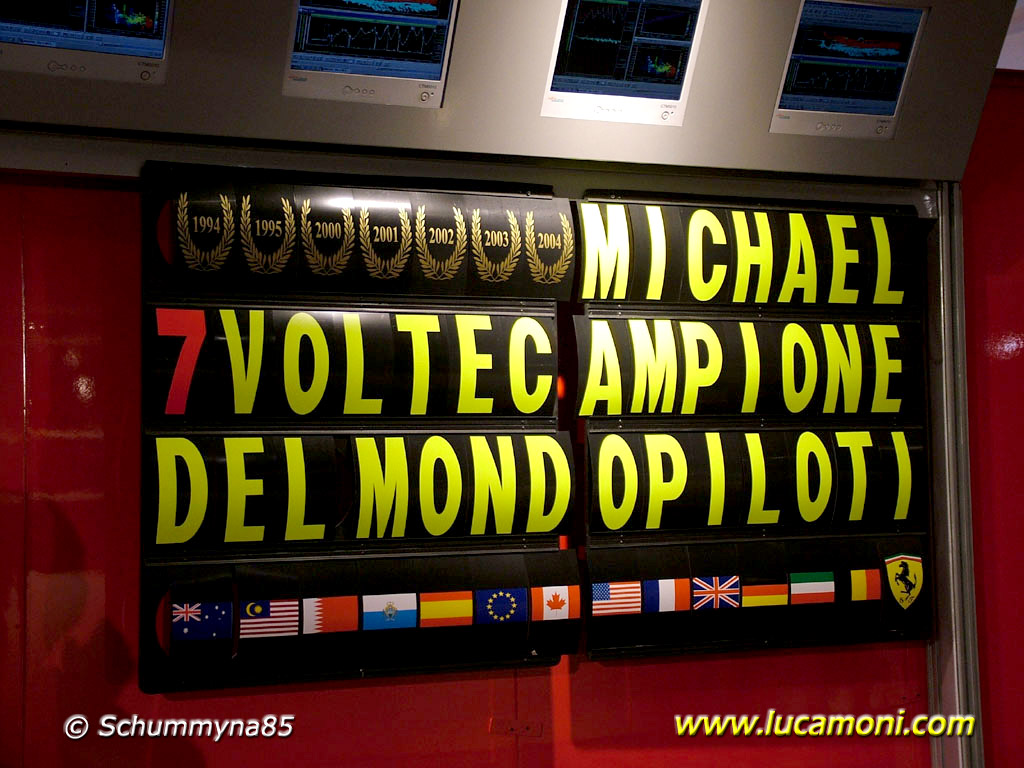 1994 1995 2000 2001 2002 2003 2004 MICHAEL
7 VOLTE CAMPIONE
DEL MONDO PILOTI
© Schummyna85
www.lucamoni.com